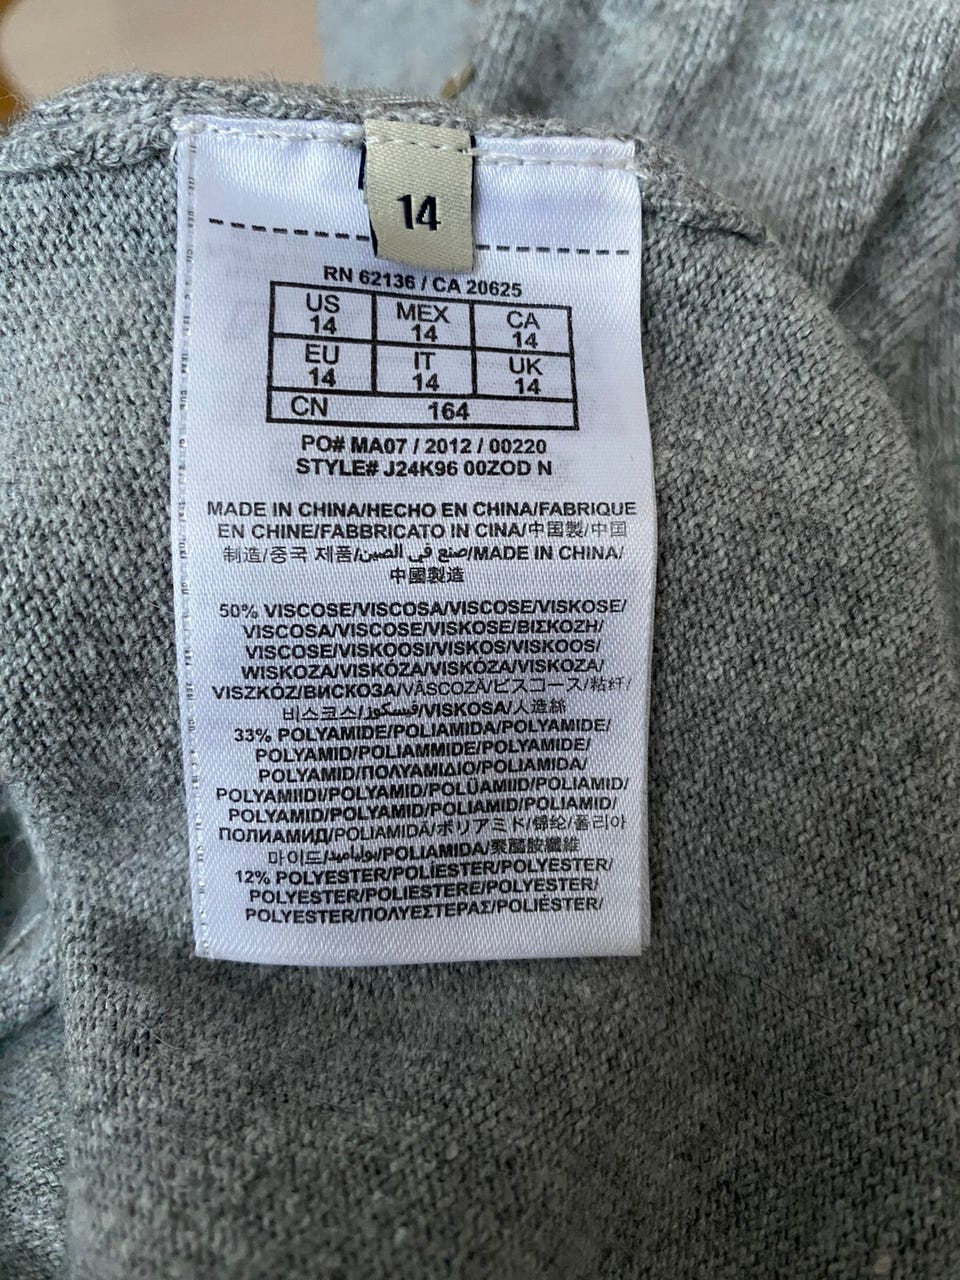 14
RN 62136 / CA 20625
US MEX CA
14 14 14
EU IT UK
14 14 14
CN 164
PO# MA07 / 2012 / 00220
STYLE# J24K96 00ZOD N
MADE IN CHINA/HECHO EN CHINA/FABRIQUE
EN CHINE/FABBRICATO IN CINA/中国製/中国
制造/중국 제품/صنع في الصين/MADE IN CHINA/
中國製造
50% VISCOSE/VISCOSA/VISCOSE/VISKOSE/
VISCOSA/VISCOSE/VISKOSE/ΒΙΣΚΟΖΗ/
VISCOSE/VISKOOSI/VISKOS/VISKOOS/
WISKOZA/VISKÓZA/VISKÓZA/VISKOZA/
VISZKÓZ/ВИСКОЗА/VÂSCOZĂ/ビスコース/粘纤/
비스코스/فيسكوز/VISKOSA/人造絲
33% POLYAMIDE/POLIAMIDA/POLYAMIDE/
POLYAMID/POLIAMMIDE/POLYAMIDE/
POLYAMID/ΠΟΛΥΑΜΙΔΙΟ/POLIAMIDA/
POLYAMIIDI/POLYAMID/POLÜAMIID/POLIAMID/
POLYAMID/POLYAMID/POLIAMID/POLIAMID/
ПОЛИАМИД/POLIAMIDĂ/ポリアミド/锦纶/폴리아
마이드/بولياميد/POLIAMIDA/聚醯胺纖維
12% POLYESTER/POLIÉSTER/POLYESTER/
POLYESTER/POLIESTERE/POLYESTER/
POLYESTER/ΠΟΛΥΕΣΤΕΡΑΣ/POLIÉSTER/